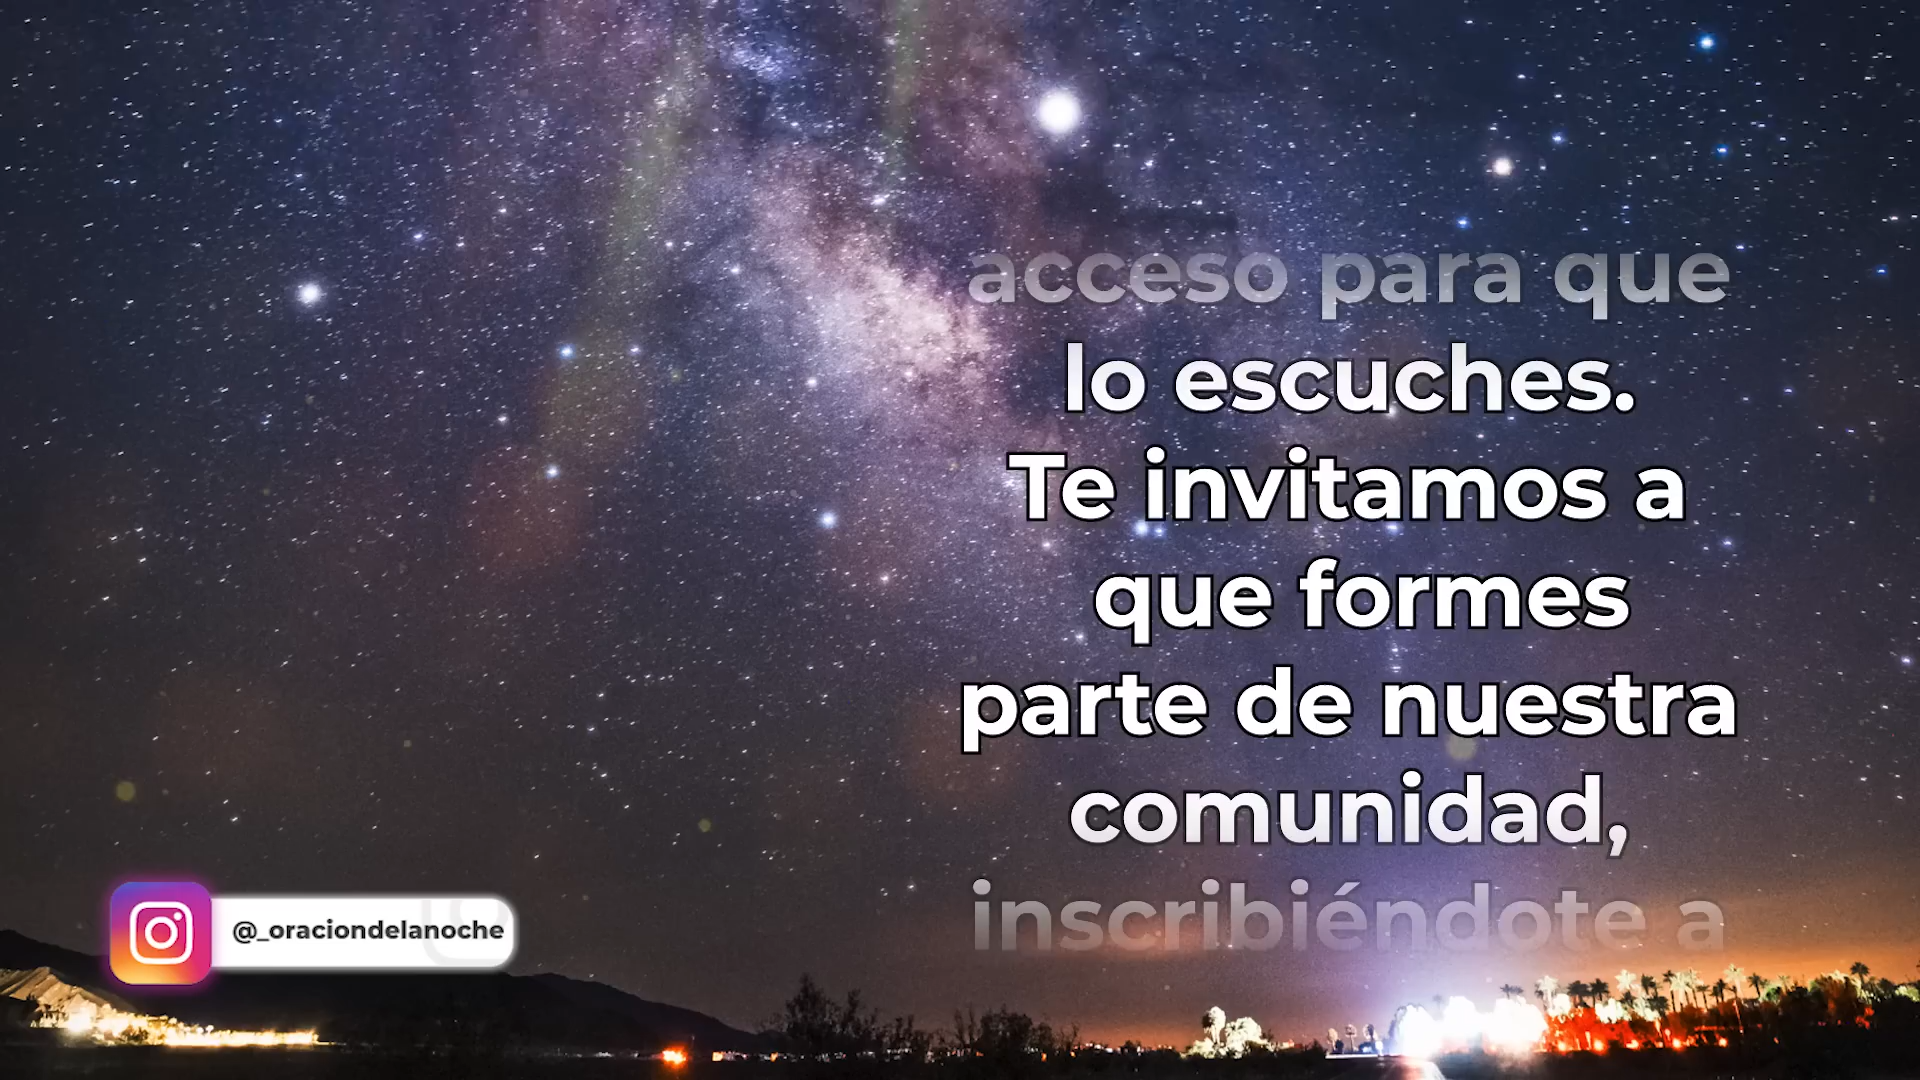 acceso para que
lo escuches.
Te invitamos a
que formes
parte de nuestra
comunidad,
inscribiéndote a
@_oraciondelanoche